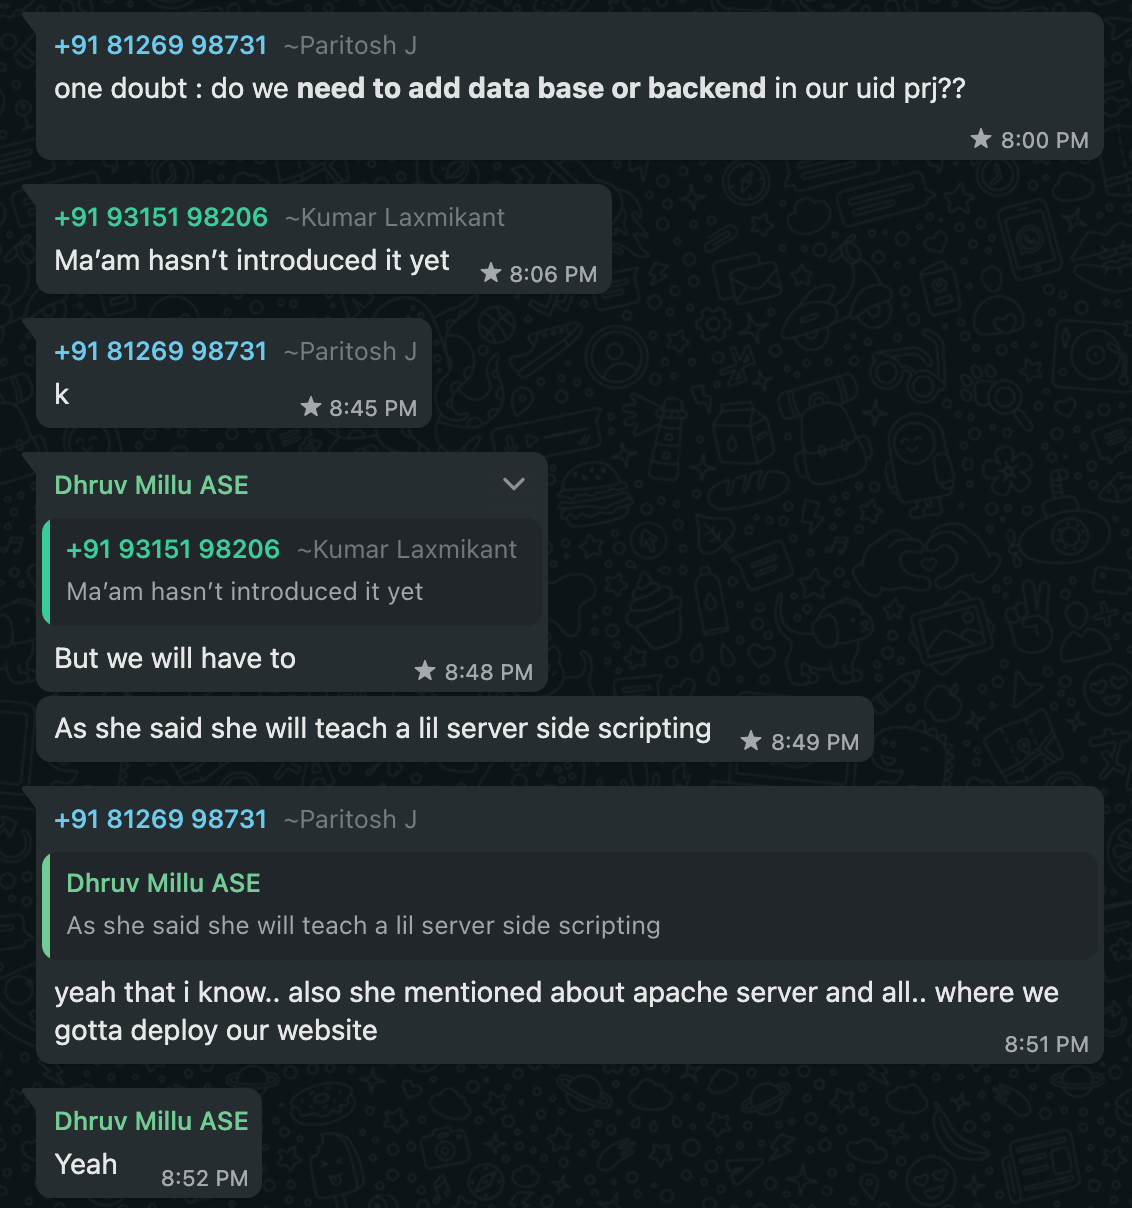 +91 81269 98731 ~Paritosh J
one doubt : do we need to add data base or backend in our uid prj??
8:00 PM
+91 93151 98206 ~Kumar Laxmikant
Ma’am hasn’t introduced it yet
8:06 PM
+91 81269 98731 ~Paritosh J
k
8:45 PM
Dhruv Millu ASE
+91 93151 98206 ~Kumar Laxmikant
Ma’am hasn’t introduced it yet
But we will have to
8:48 PM
As she said she will teach a lil server side scripting
8:49 PM
+91 81269 98731 ~Paritosh J
Dhruv Millu ASE
As she said she will teach a lil server side scripting
yeah that i know.. also she mentioned about apache server and all.. where we
gotta deploy our website
8:51 PM
Dhruv Millu ASE
Yeah
8:52 PM